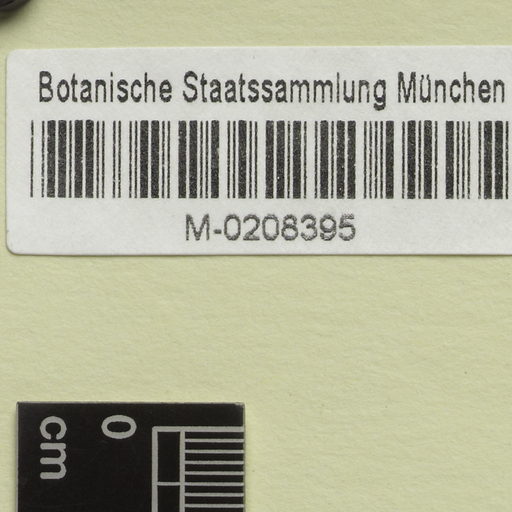 Botanische Staatssammlung München
M-0208395
0
cm